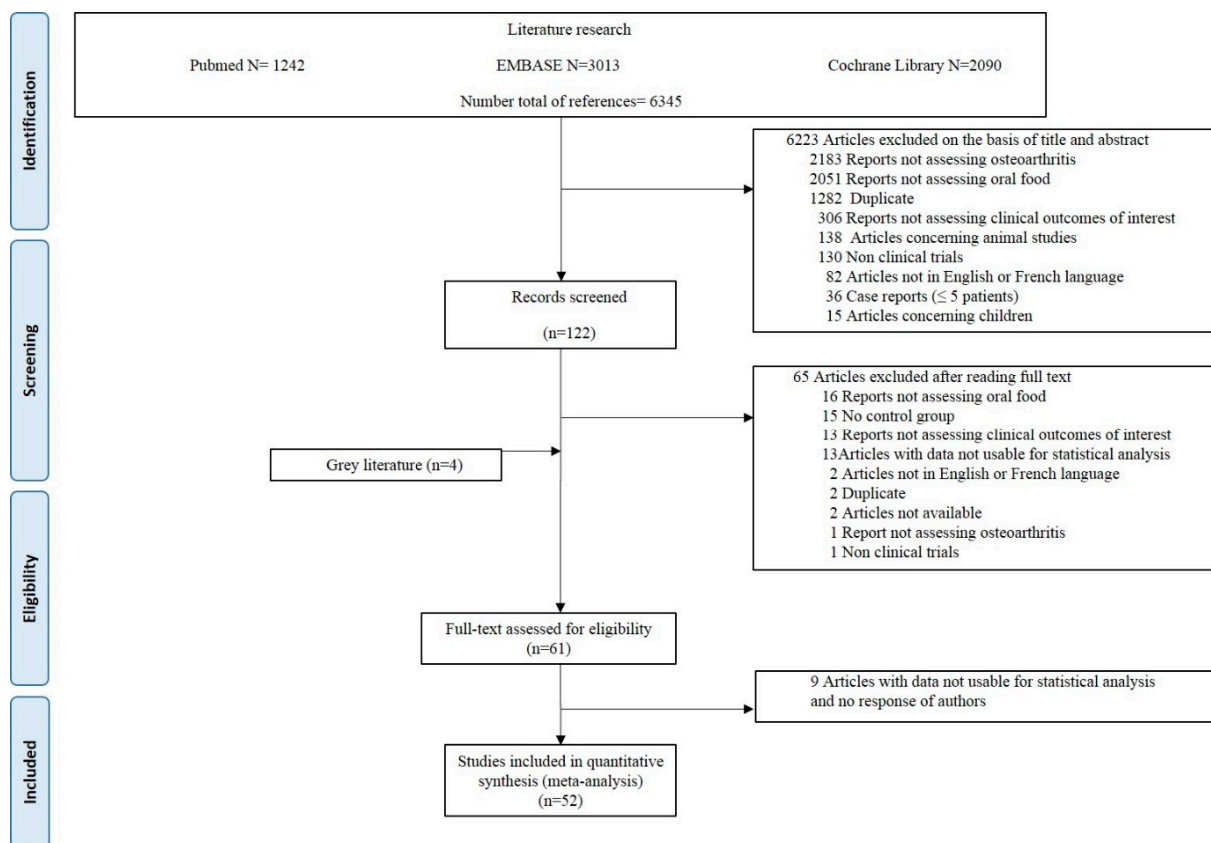 Identification
Literature research
Pubmed N= 1242 EMBASE N=3013 Cochrane Library N=2090
Number total of references= 6345
6223 Articles excluded on the basis of title and abstract
2183 Reports not assessing osteoarthritis
2051 Reports not assessing oral food
1282 Duplicate
306 Reports not assessing clinical outcomes of interest
138 Articles concerning animal studies
130 Non clinical trials
82 Articles not in English or French language
36 Case reports (≤ 5 patients)
15 Articles concerning children
Screening
Records screened
(n=122)
65 Articles excluded after reading full text
16 Reports not assessing oral food
15 No control group
13 Reports not assessing clinical outcomes of interest
13Articles with data not usable for statistical analysis
2 Articles not in English or French language
2 Duplicate
2 Articles not available
1 Report not assessing osteoarthritis
1 Non clinical trials
Grey literature (n=4)
Eligibility
Full-text assessed for eligibility
(n=61)
9 Articles with data not usable for statistical analysis
and no response of authors
Included
Studies included in quantitative
synthesis (meta-analysis)
(n=52)